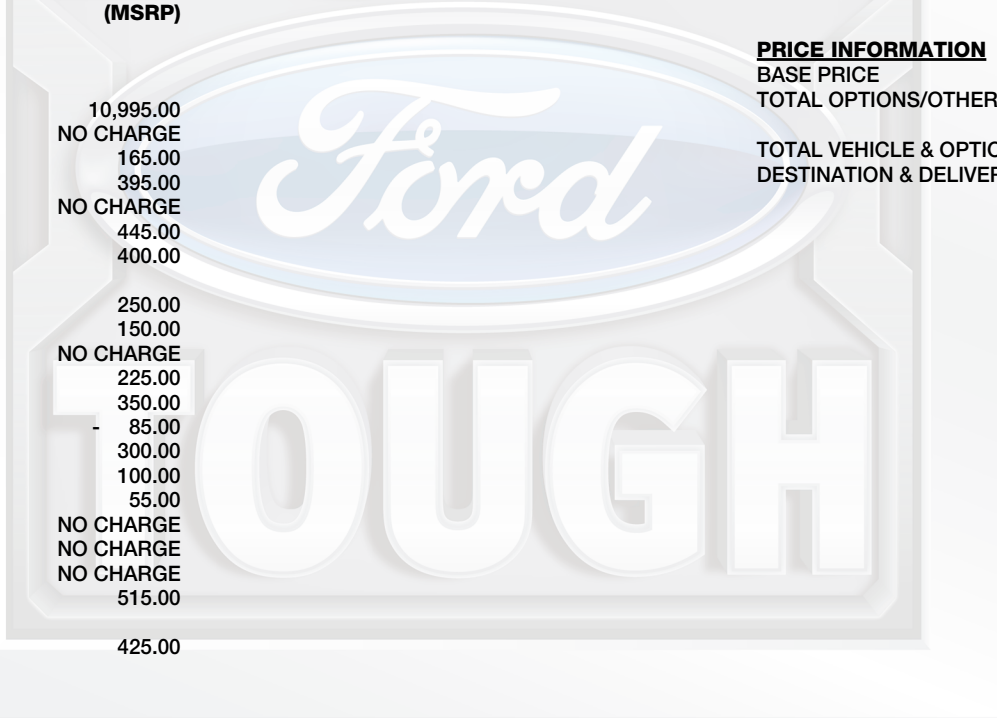 (MSRP)
10,995.00
NO CHARGE
165.00
395.00
NO CHARGE
445.00
400.00
250.00
150.00
NO CHARGE
225.00
350.00
- 85.00
300.00
100.00
55.00
NO CHARGE
NO CHARGE
NO CHARGE
515.00
425.00
PRICE INFORMATION
BASE PRICE
TOTAL OPTIONS/OTHER
TOTAL VEHICLE & OPTIO
DESTINATION & DELIVER
Ford
TOUGH